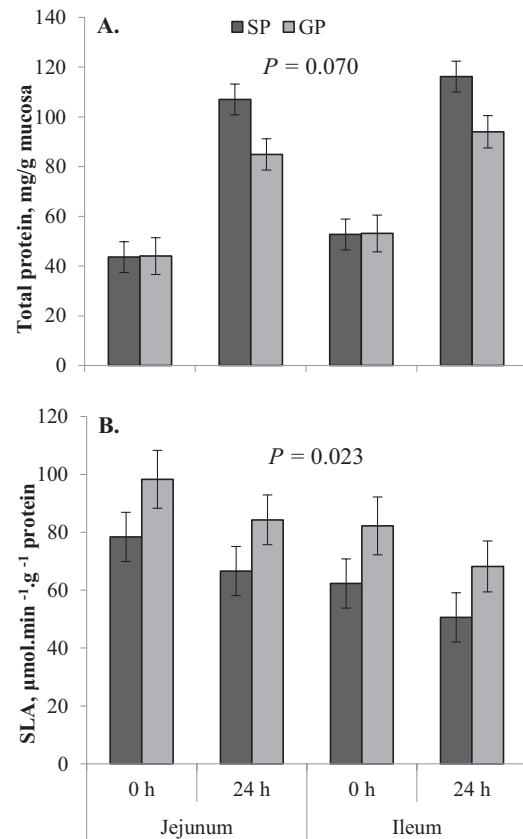 140
A.
SP GP
120
P = 0.070
100
80
60
40
20
0
Total protein, mg/g mucosa
120
B.
P = 0.023
100
80
60
40
20
0
SLA, µmol.min ⁻¹.g ⁻¹ protein
0 h 24 h 0 h 24 h
Jejunum Ileum